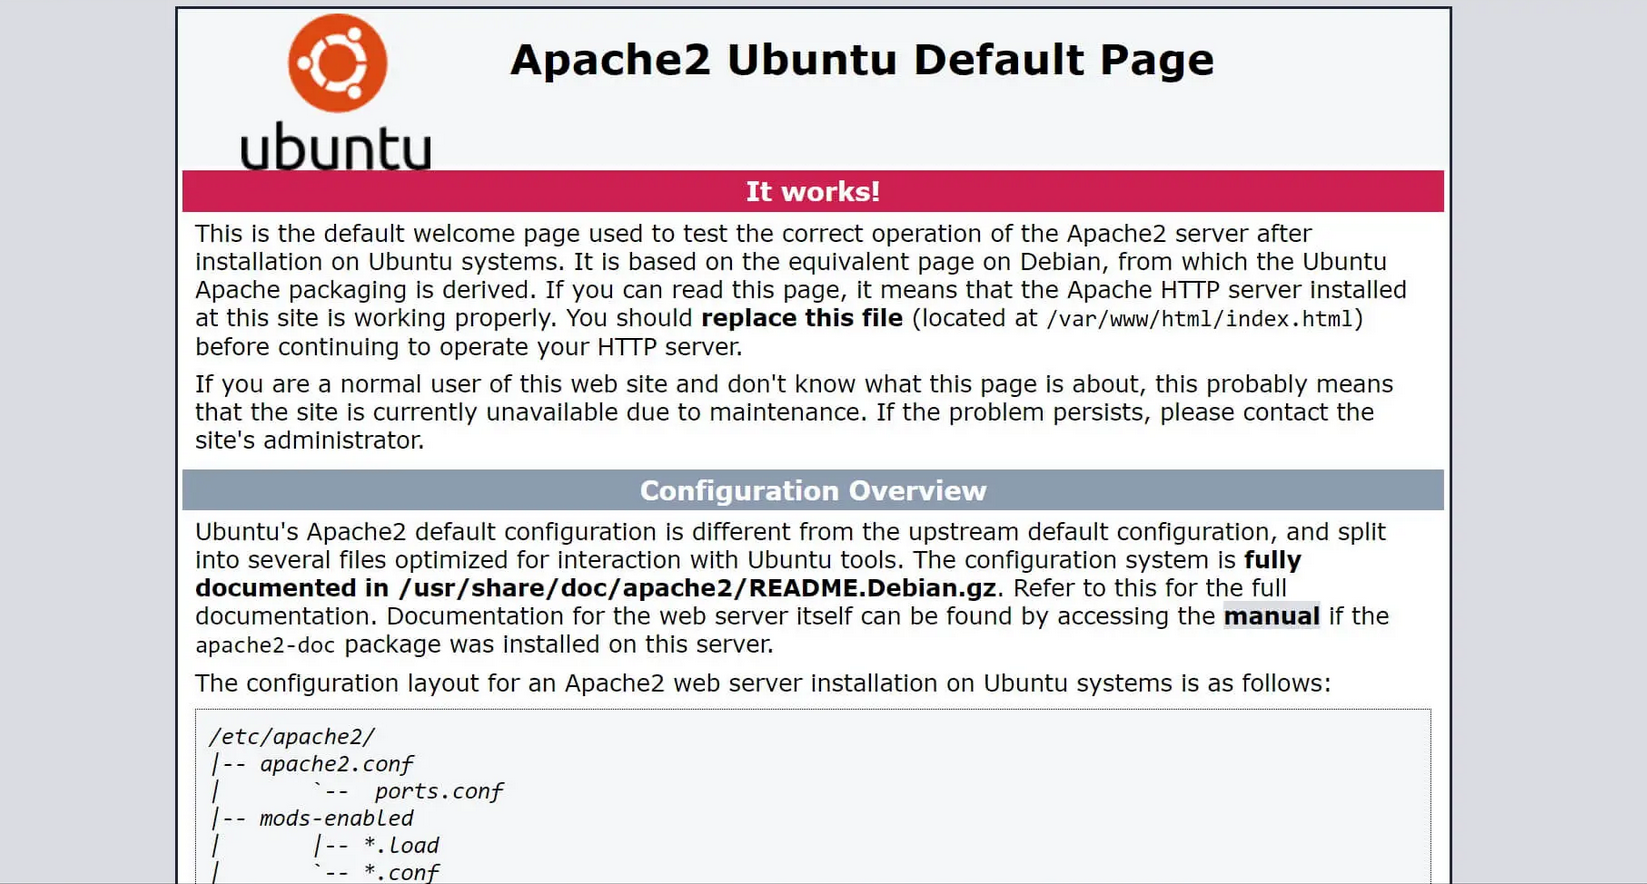 ubuntu
Apache2 Ubuntu Default Page
It works!
This is the default welcome page used to test the correct operation of the Apache2 server after
installation on Ubuntu systems. It is based on the equivalent page on Debian, from which the Ubuntu
Apache packaging is derived. If you can read this page, it means that the Apache HTTP server installed
at this site is working properly. You should replace this file (located at /var/www/html/index.html)
before continuing to operate your HTTP server.
If you are a normal user of this web site and don't know what this page is about, this probably means
that the site is currently unavailable due to maintenance. If the problem persists, please contact the
site's administrator.
Configuration Overview
Ubuntu's Apache2 default configuration is different from the upstream default configuration, and split
into several files optimized for interaction with Ubuntu tools. The configuration system is fully
documented in /usr/share/doc/apache2/README.Debian.gz. Refer to this for the full
documentation. Documentation for the web server itself can be found by accessing the manual if the
apache2-doc package was installed on this server.
The configuration layout for an Apache2 web server installation on Ubuntu systems is as follows:
/etc/apache2/
|-- apache2.conf
|       `--  ports.conf
|-- mods-enabled
|       |-- *.load
|       `-- *.conf